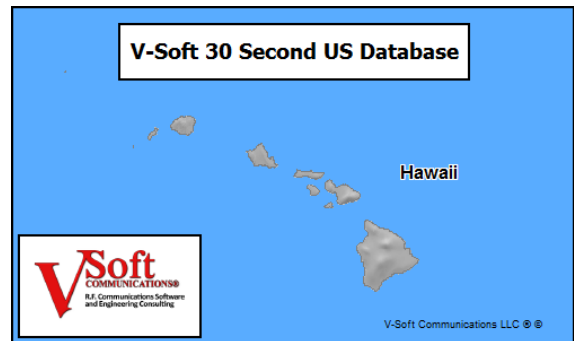 V-Soft 30 Second US Database
Hawaii
VSoft
COMMUNICATIONS®
R.F. Communications Software
and Engineering Consulting
V-Soft Communications LLC ® ©